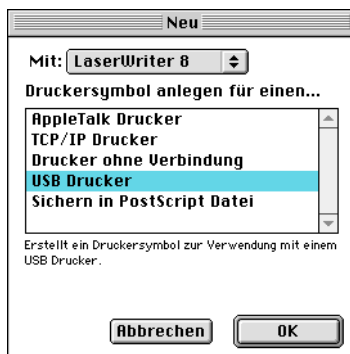 Neu
Mit: LaserWriter 8
Druckersymbol anlegen für einen...
AppleTalk Drucker
TCP/IP Drucker
Drucker ohne Verbindung
USB Drucker
Sichern in PostScript Datei
Erstellt ein Druckersymbol zur Verwendung mit einem
USB Drucker.
Abbrechen OK